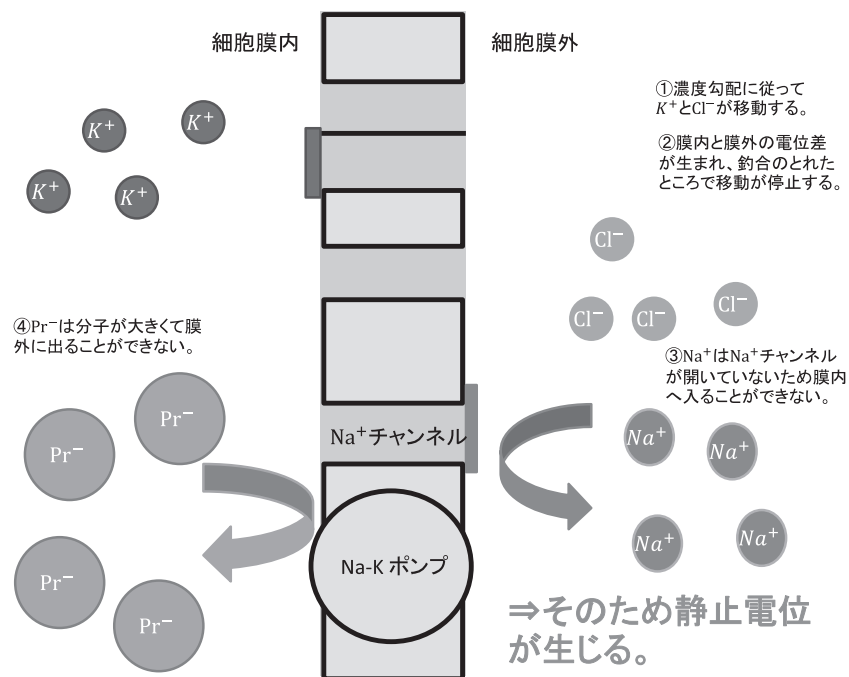 細胞膜内
細胞膜外
①濃度勾配に従って
K⁺とCl⁻が移動する。
②膜内と膜外の電位差
が生まれ、釣合のとれた
ところで移動が停止する。
K⁺
K⁺
K⁺
K⁺
Cl⁻
Cl⁻
Cl⁻
Cl⁻
④Pr⁻は分子が大きくて膜
外に出ることができない。
③Na⁺はNa⁺チャンネル
が開いていないため膜内
へ入ることができない。
Pr⁻
Pr⁻
Na⁺チャンネル
Na⁺
Na⁺
Pr⁻
Pr⁻
Na-K ポンプ
Na⁺
Na⁺
⇒そのため静止電位
が生じる。